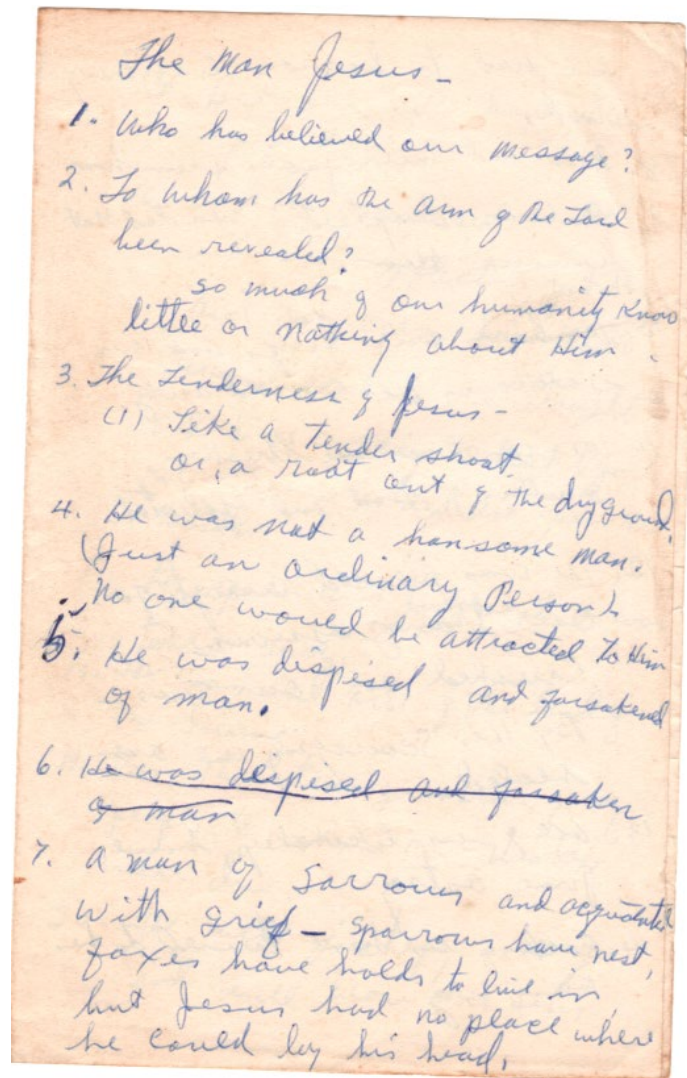 The Man Jesus -
1. Who has believed our message?
2. To whom has the arm of the Lord
been revealed?
so much of our humanity know
little or nothing about Him.
3. The Tenderness of Jesus -
(1) Like a tender shoot,
or, a root out of the dry ground.
4. He was not a hansome man.
(Just an ordinary Person).
No one would be attracted to Him
5. He was dispised and forsakened
of man.
6. He was despised and forsaken
of man
7. A man of Sorrows and acquainted
with grief - sparrows have nest,
foxes have holds to live in,
but Jesus had no place where
he could lay his head.